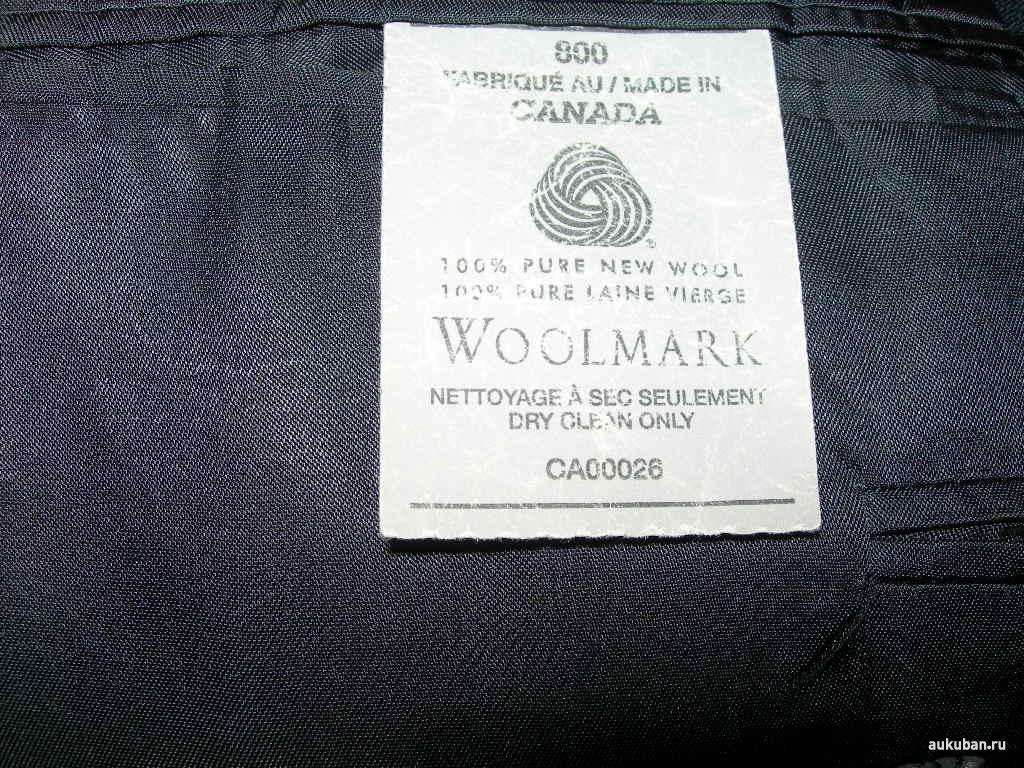 800
FABRIQUÉ AU / MADE IN
CANADA
®
100% PURE NEW WOOL
100% PURE LAINE VIERGE
WOOLMARK
NETTOYAGE À SEC SEULEMENT
DRY CLEAN ONLY
CA00026
aukuban.ru